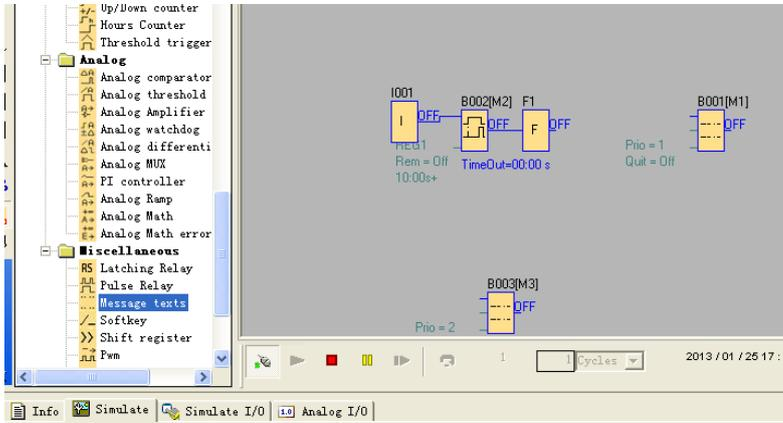 Up/Down counter
Hours Counter
Threshold trigger
Analog
Analog comparator
Analog threshold
Analog Amplifier
Analog watchdog
Analog differenti
Analog MUX
PI controller
Analog Ramp
Analog Math
Analog Math error
Miscellaneous
RS Latching Relay
Pulse Relay
Message texts
Softkey
Shift register
Pwm
I001
I
OFF
REG1
Rem = Off
10:00s+
B002[M2]
OFF
TimeOut=00:00 s
F1
F
OFF
B001[M1]
OFF
Prio = 1
Quit = Off
B003[M3]
OFF
Prio = 2
1
1 Cycles
2013 / 01 / 25 17 :
Info
Simulate
Simulate I/O
1.0 Analog I/O